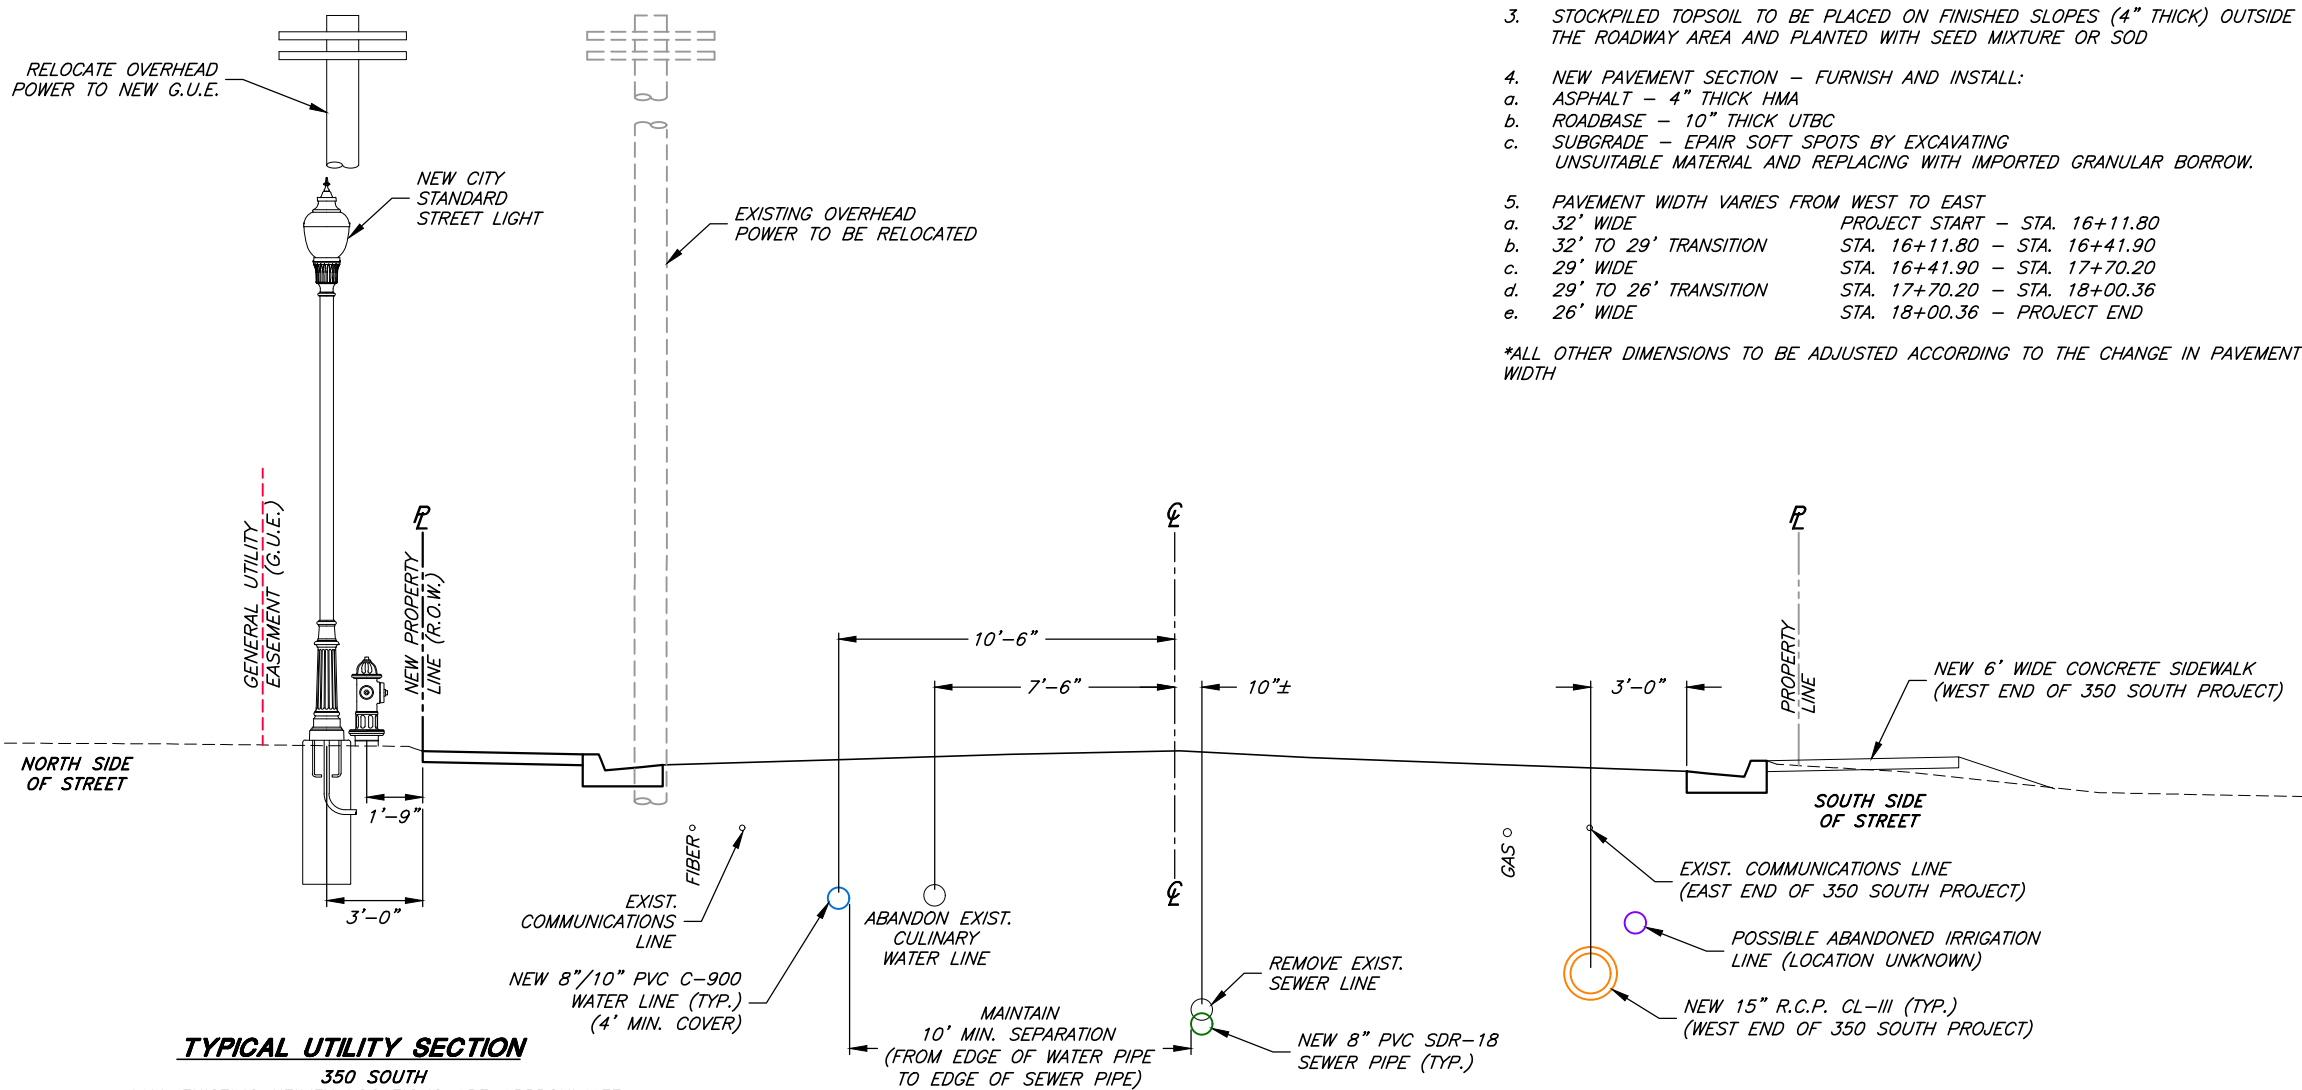 3. STOCKPILED TOPSOIL TO BE PLACED ON FINISHED SLOPES (4" THICK) OUTSIDE
THE ROADWAY AREA AND PLANTED WITH SEED MIXTURE OR SOD
4. NEW PAVEMENT SECTION – FURNISH AND INSTALL:
a. ASPHALT – 4" THICK HMA
b. ROADBASE – 10" THICK UTBC
c. SUBGRADE – EPAIR SOFT SPOTS BY EXCAVATING
UNSUITABLE MATERIAL AND REPLACING WITH IMPORTED GRANULAR BORROW.
5. PAVEMENT WIDTH VARIES FROM WEST TO EAST
a. 32' WIDE PROJECT START – STA. 16+11.80
b. 32' TO 29' TRANSITION STA. 16+11.80 – STA. 16+41.90
c. 29' WIDE STA. 16+41.90 – STA. 17+70.20
d. 29' TO 26' TRANSITION STA. 17+70.20 – STA. 18+00.36
e. 26' WIDE STA. 18+00.36 – PROJECT END
*ALL OTHER DIMENSIONS TO BE ADJUSTED ACCORDING TO THE CHANGE IN PAVEMENT
WIDTH
RELOCATE OVERHEAD
POWER TO NEW G.U.E.
NEW CITY
STANDARD
STREET LIGHT
EXISTING OVERHEAD
POWER TO BE RELOCATED
GENERAL UTILITY
EASEMENT (G.U.E.)
PL
NEW PROPERTY
LINE (R.O.W.)
CL
PL
PROPERTY
LINE
10'-6"
7'-6"
10"±
3'-0"
NEW 6' WIDE CONCRETE SIDEWALK
(WEST END OF 350 SOUTH PROJECT)
NORTH SIDE
OF STREET
SOUTH SIDE
OF STREET
1'-9"
3'-0"
FIBER
EXIST.
COMMUNICATIONS
LINE
ABANDON EXIST.
CULINARY
WATER LINE
CL
GAS
EXIST. COMMUNICATIONS LINE
(EAST END OF 350 SOUTH PROJECT)
POSSIBLE ABANDONED IRRIGATION
LINE (LOCATION UNKNOWN)
NEW 8"/10" PVC C-900
WATER LINE (TYP.)
(4' MIN. COVER)
REMOVE EXIST.
SEWER LINE
NEW 15" R.C.P. CL-III (TYP.)
(WEST END OF 350 SOUTH PROJECT)
MAINTAIN
10' MIN. SEPARATION
(FROM EDGE OF WATER PIPE
TO EDGE OF SEWER PIPE)
NEW 8" PVC SDR-18
SEWER PIPE (TYP.)
TYPICAL UTILITY SECTION
350 SOUTH